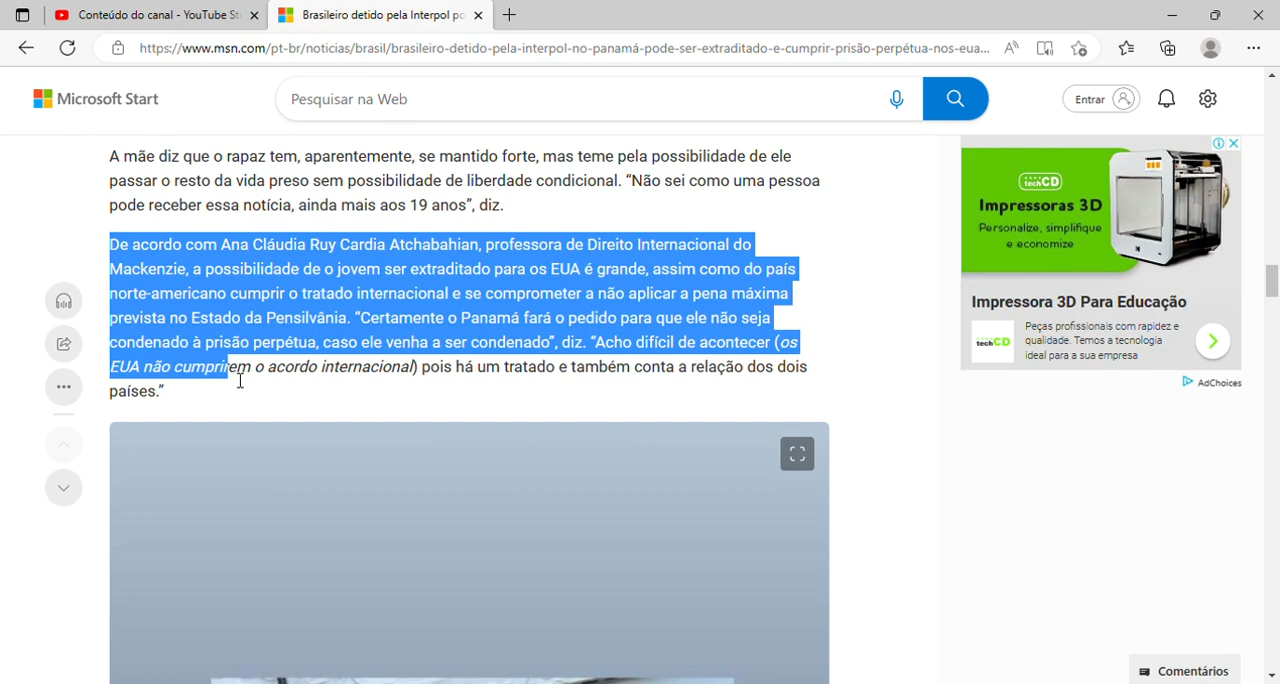 Conteúdo do canal - YouTube St
Brasileiro detido pela Interpol po
https://www.msn.com/pt-br/noticias/brasil/brasileiro-detido-pela-interpol-no-panamá-pode-ser-extraditado-e-cumprir-prisão-perpétua-nos-eua...
Microsoft Start
Pesquisar na Web
Entrar
A mãe diz que o rapaz tem, aparentemente, se mantido forte, mas teme pela possibilidade de ele
passar o resto da vida preso sem possibilidade de liberdade condicional. “Não sei como uma pessoa
pode receber essa notícia, ainda mais aos 19 anos”, diz.
De acordo com Ana Cláudia Ruy Cardia Atchabahian, professora de Direito Internacional do
Mackenzie, a possibilidade de o jovem ser extraditado para os EUA é grande, assim como do país
norte-americano cumprir o tratado internacional e se comprometer a não aplicar a pena máxima
prevista no Estado da Pensilvânia. “Certamente o Panamá fará o pedido para que ele não seja
condenado à prisão perpétua, caso ele venha a ser condenado”, diz. “Acho difícil de acontecer (os
EUA não cumprirem o acordo internacional) pois há um tratado e também conta a relação dos dois
países.”
techCD
Impressoras 3D
Personalize, simplifique
e economize
Impressora 3D Para Educação
techCD
Peças profissionais com rapidez e
qualidade. Temos a tecnologia
ideal para a sua empresa
AdChoices
Comentários